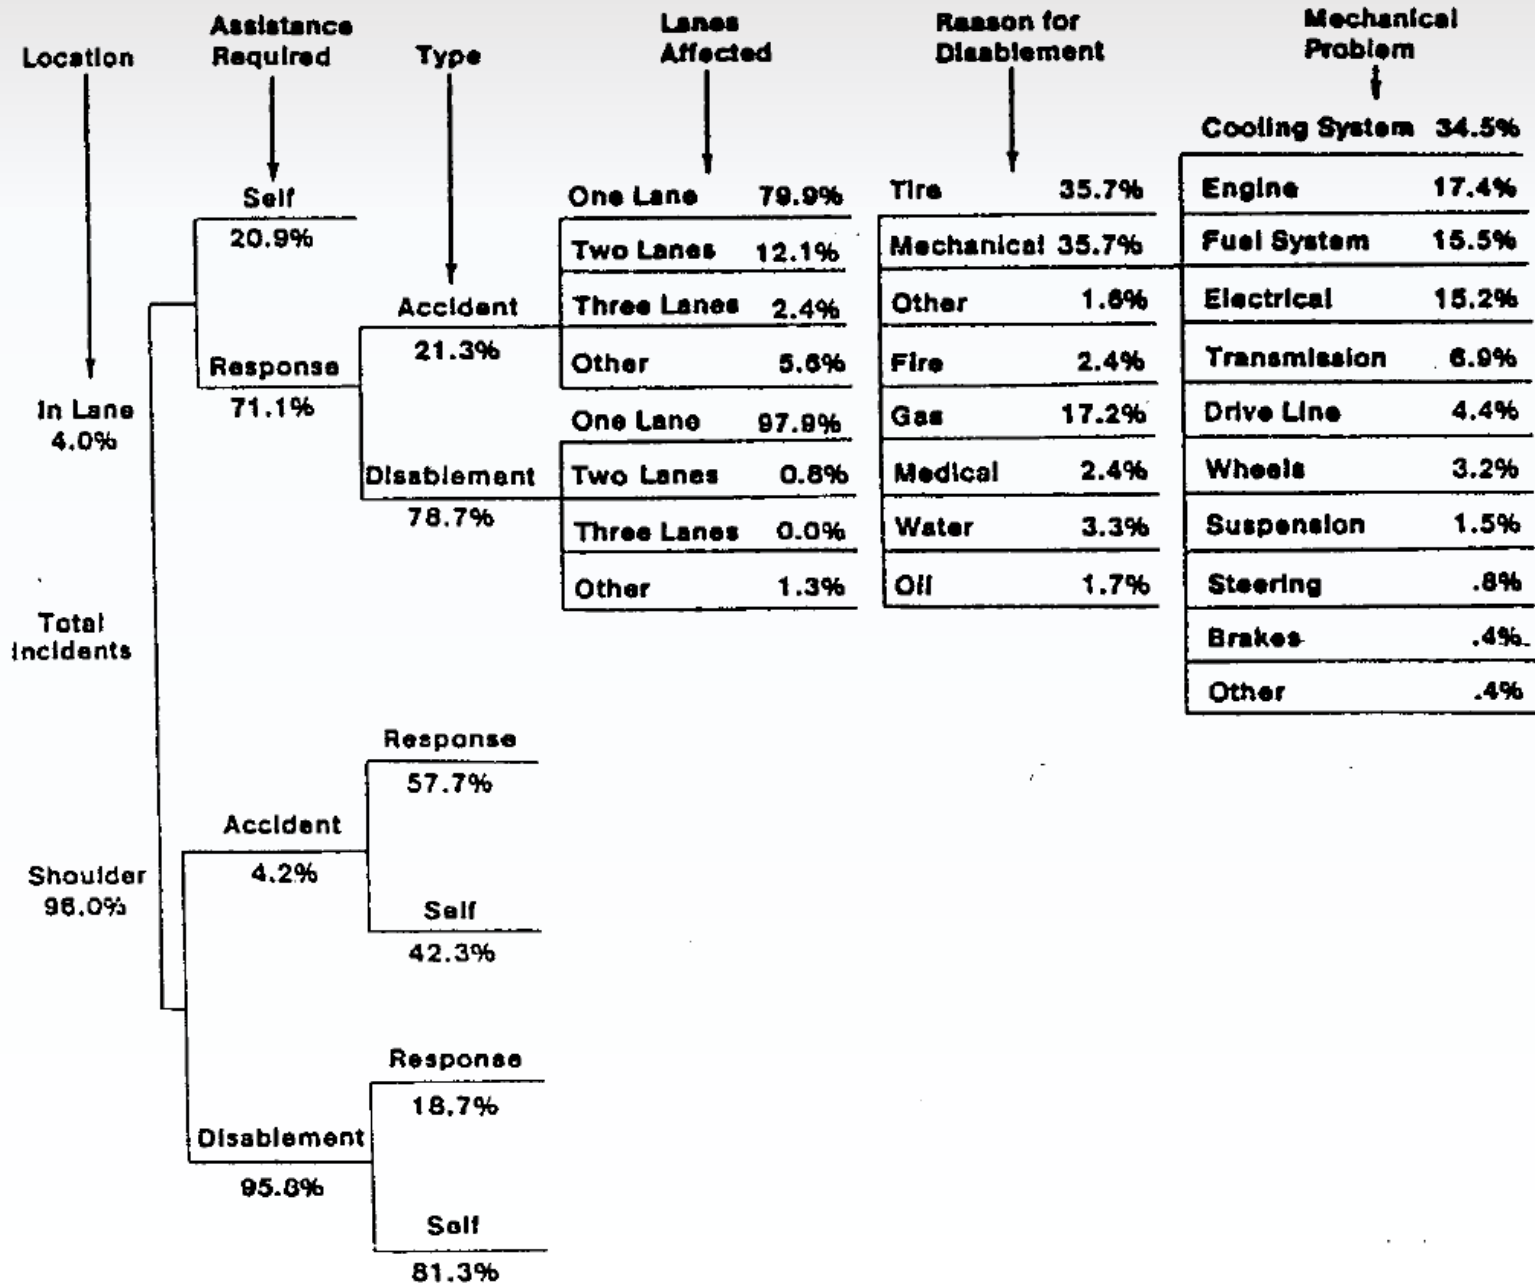 Location
Assistance
Required
Type
Lanes
Affected
Reason for
Disablement
Mechanical
Problem
Self
20.9%
Response
71.1%
In Lane
4.0%
Accident
21.3%
Disablement
78.7%
One Lane 79.9%
Two Lanes 12.1%
Three Lanes 2.4%
Other 5.6%
One Lane 97.9%
Two Lanes 0.8%
Three Lanes 0.0%
Other 1.3%
Tire 35.7%
Mechanical 35.7%
Other 1.6%
Fire 2.4%
Gas 17.2%
Medical 2.4%
Water 3.3%
Oil 1.7%
Cooling System 34.5%
Engine 17.4%
Fuel System 15.5%
Electrical 15.2%
Transmission 6.9%
Drive Line 4.4%
Wheels 3.2%
Suspension 1.5%
Steering .8%
Brakes .4%
Other .4%
Total
Incidents
Shoulder
96.0%
Accident
4.2%
Response
57.7%
Self
42.3%
Disablement
95.8%
Response
18.7%
Self
81.3%